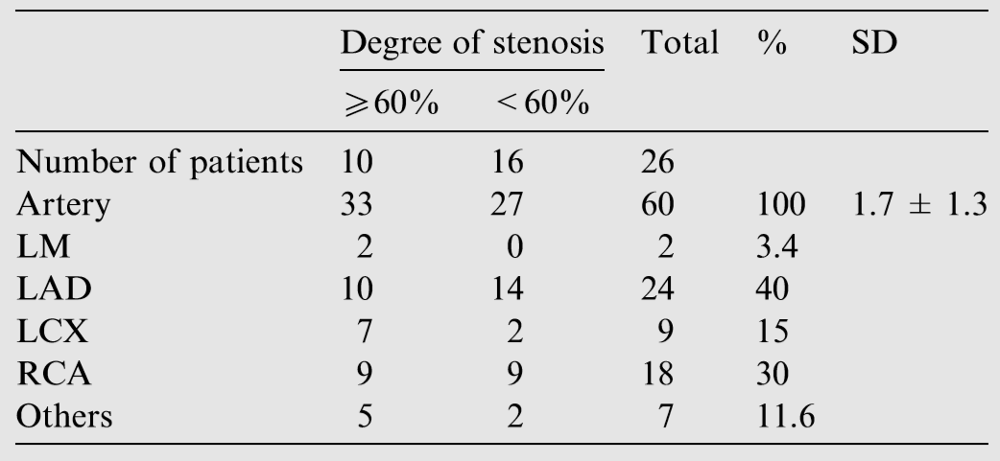 Degree of stenosis Total % SD
⩾60% <60%
Number of patients 10 16 26
Artery 33 27 60 100 1.7 ± 1.3
LM 2 0 2 3.4
LAD 10 14 24 40
LCX 7 2 9 15
RCA 9 9 18 30
Others 5 2 7 11.6